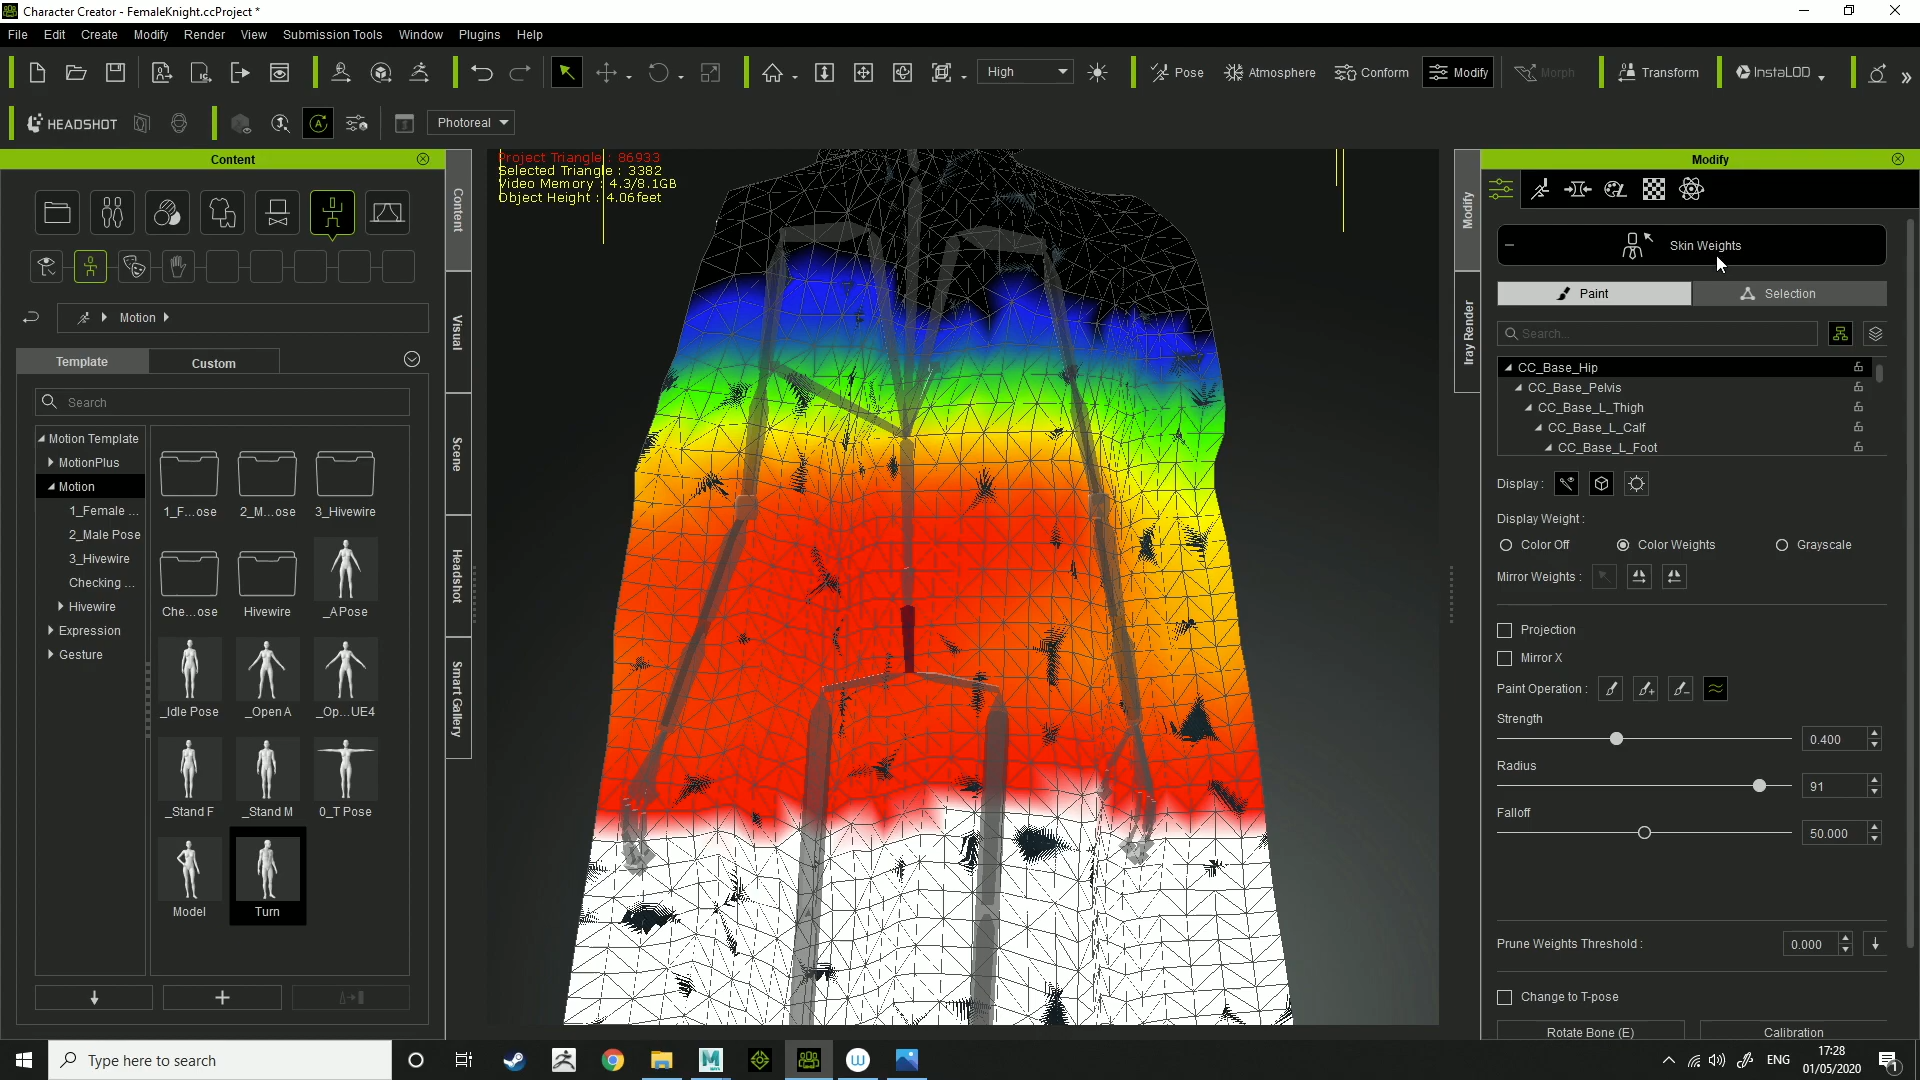 Character Creator - FemaleKnight.ccProject *
File Edit Create Modify Render View Submission Tools Window Plugins Help
High Pose Atmosphere Conform Modify Morph Transform InstaLOD
HEADSHOT Photoreal
Content
Project Triangle : 86933
Selected Triangle : 3382
Video Memory : 4.3/8.1GB
Object Height : 4.06feet
Motion
Template Custom
Search
Motion Template
MotionPlus
Motion
1_Female ...
2_Male Pose
3_Hivewire
Checking ...
Hivewire
Expression
Gesture
1_F...ose 2_M...ose 3_Hivewire
Che...ose Hivewire _APose
_Idle Pose _Open A _Op...UE4
_Stand F _Stand M 0_T Pose
Model Turn
Content
Visual
Scene
Headshot
Smart Gallery
Modify
Iray Render
Modify
Skin Weights
Paint Selection
Search...
CC_Base_Hip
CC_Base_Pelvis
CC_Base_L_Thigh
CC_Base_L_Calf
CC_Base_L_Foot
Display :
Display Weight :
Color Off Color Weights Grayscale
Mirror Weights :
Projection
Mirror X
Paint Operation :
Strength
0.400
Radius
91
Falloff
50.000
Prune Weights Threshold : 0.000
Change to T-pose
Rotate Bone (E) Calibration
Type here to search
ENG
17:28
01/05/2020
1